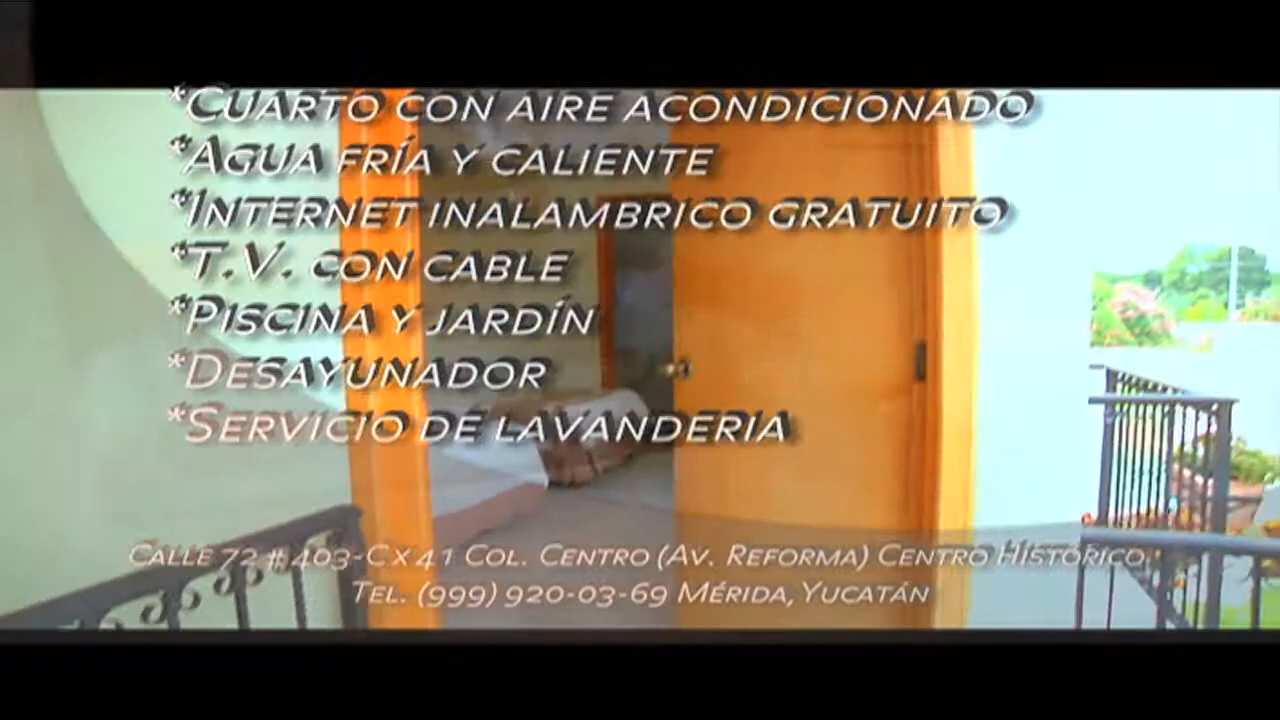 *Cuarto con aire acondicionado
*Agua fría y caliente
*Internet inalambrico gratuito
*T.V. con cable
*Piscina y jardín
*Desayunador
*Servicio de lavanderia
Calle 72 # 403-C x 41 Col. Centro (Av. Reforma) Centro Histórico,
Tel. (999) 920-03-69 Mérida, Yucatán